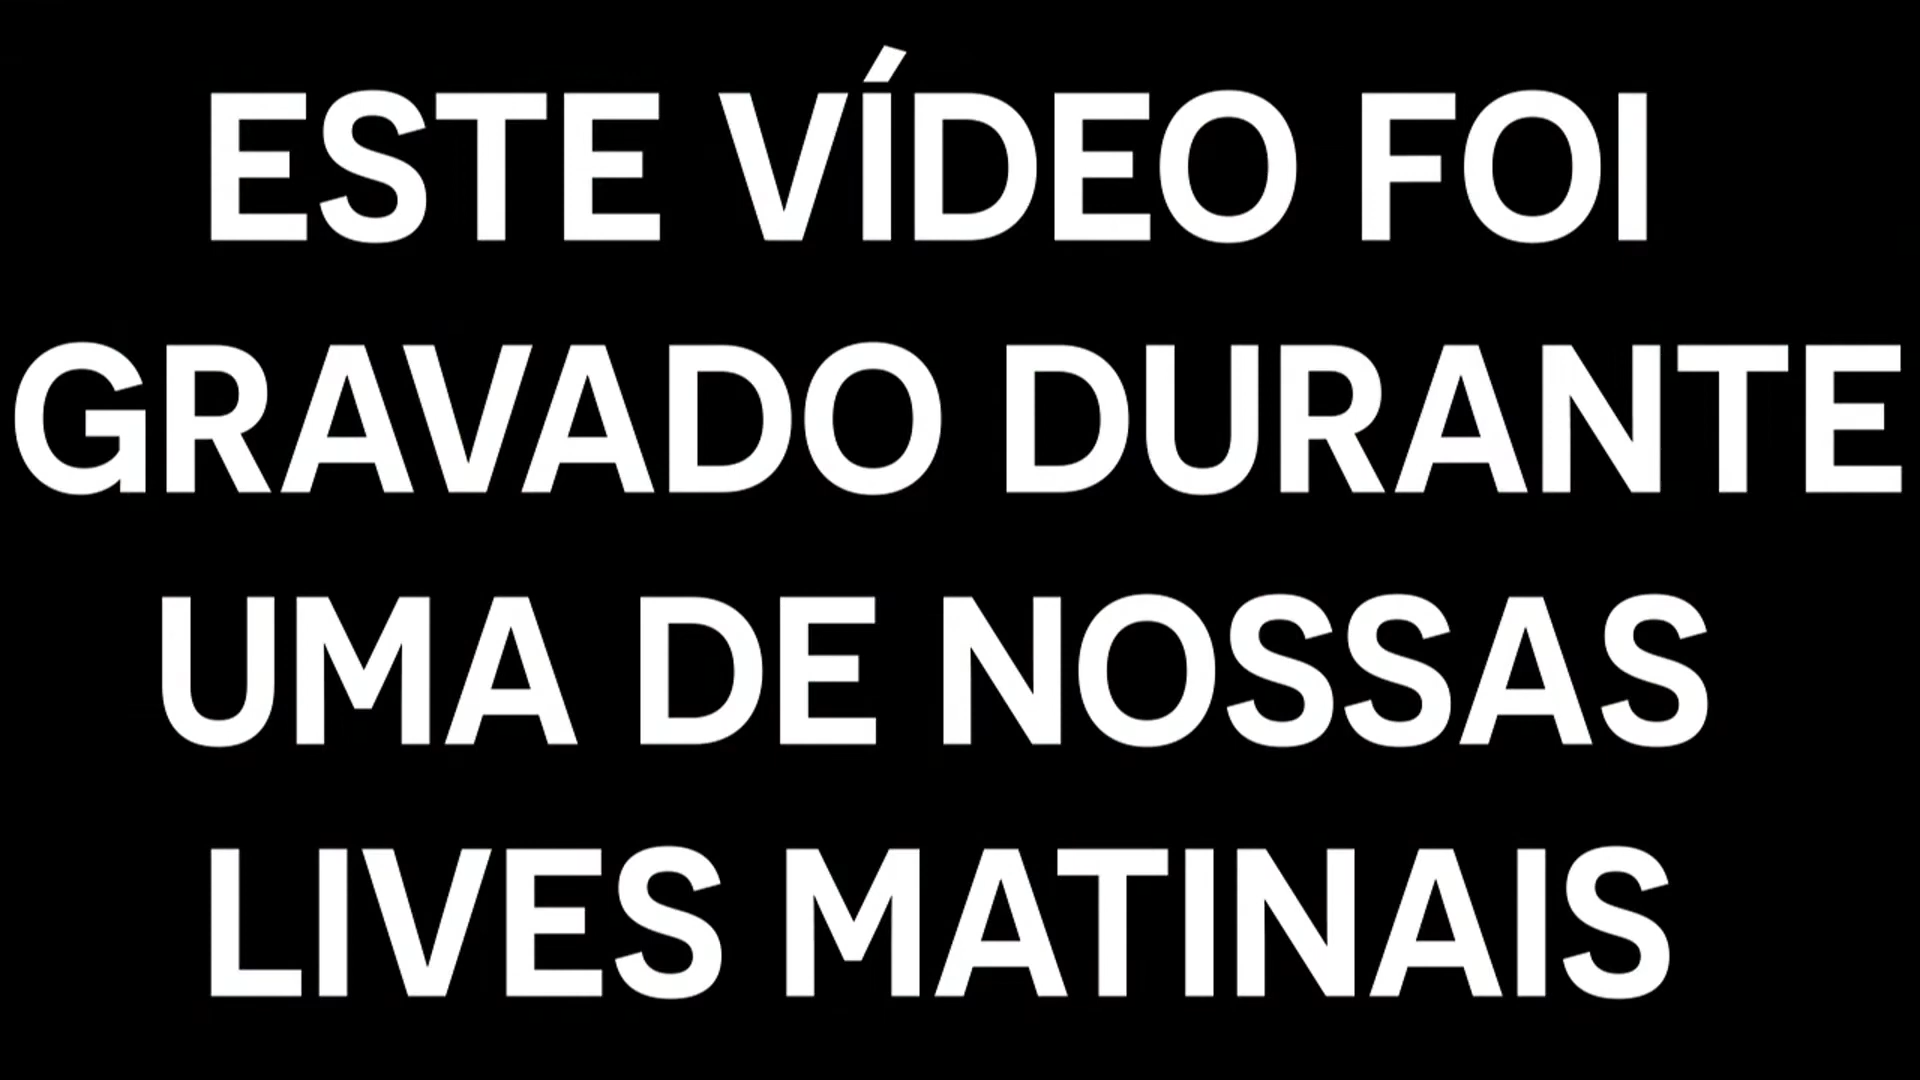 ESTE VÍDEO FOI
GRAVADO DURANTE
UMA DE NOSSAS
LIVES MATINAIS